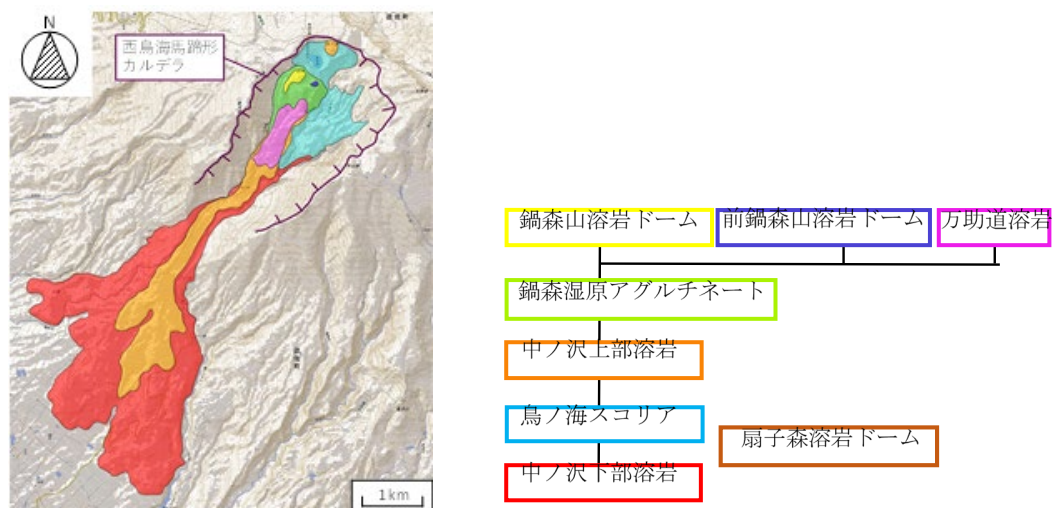 N
西鳥海馬蹄形
カルデラ
1km
鍋森山溶岩ドーム
前鍋森山溶岩ドーム
万助道溶岩
鍋森湿原アグルチネート
中ノ沢上部溶岩
鳥ノ海スコリア
扇子森溶岩ドーム
中ノ沢下部溶岩